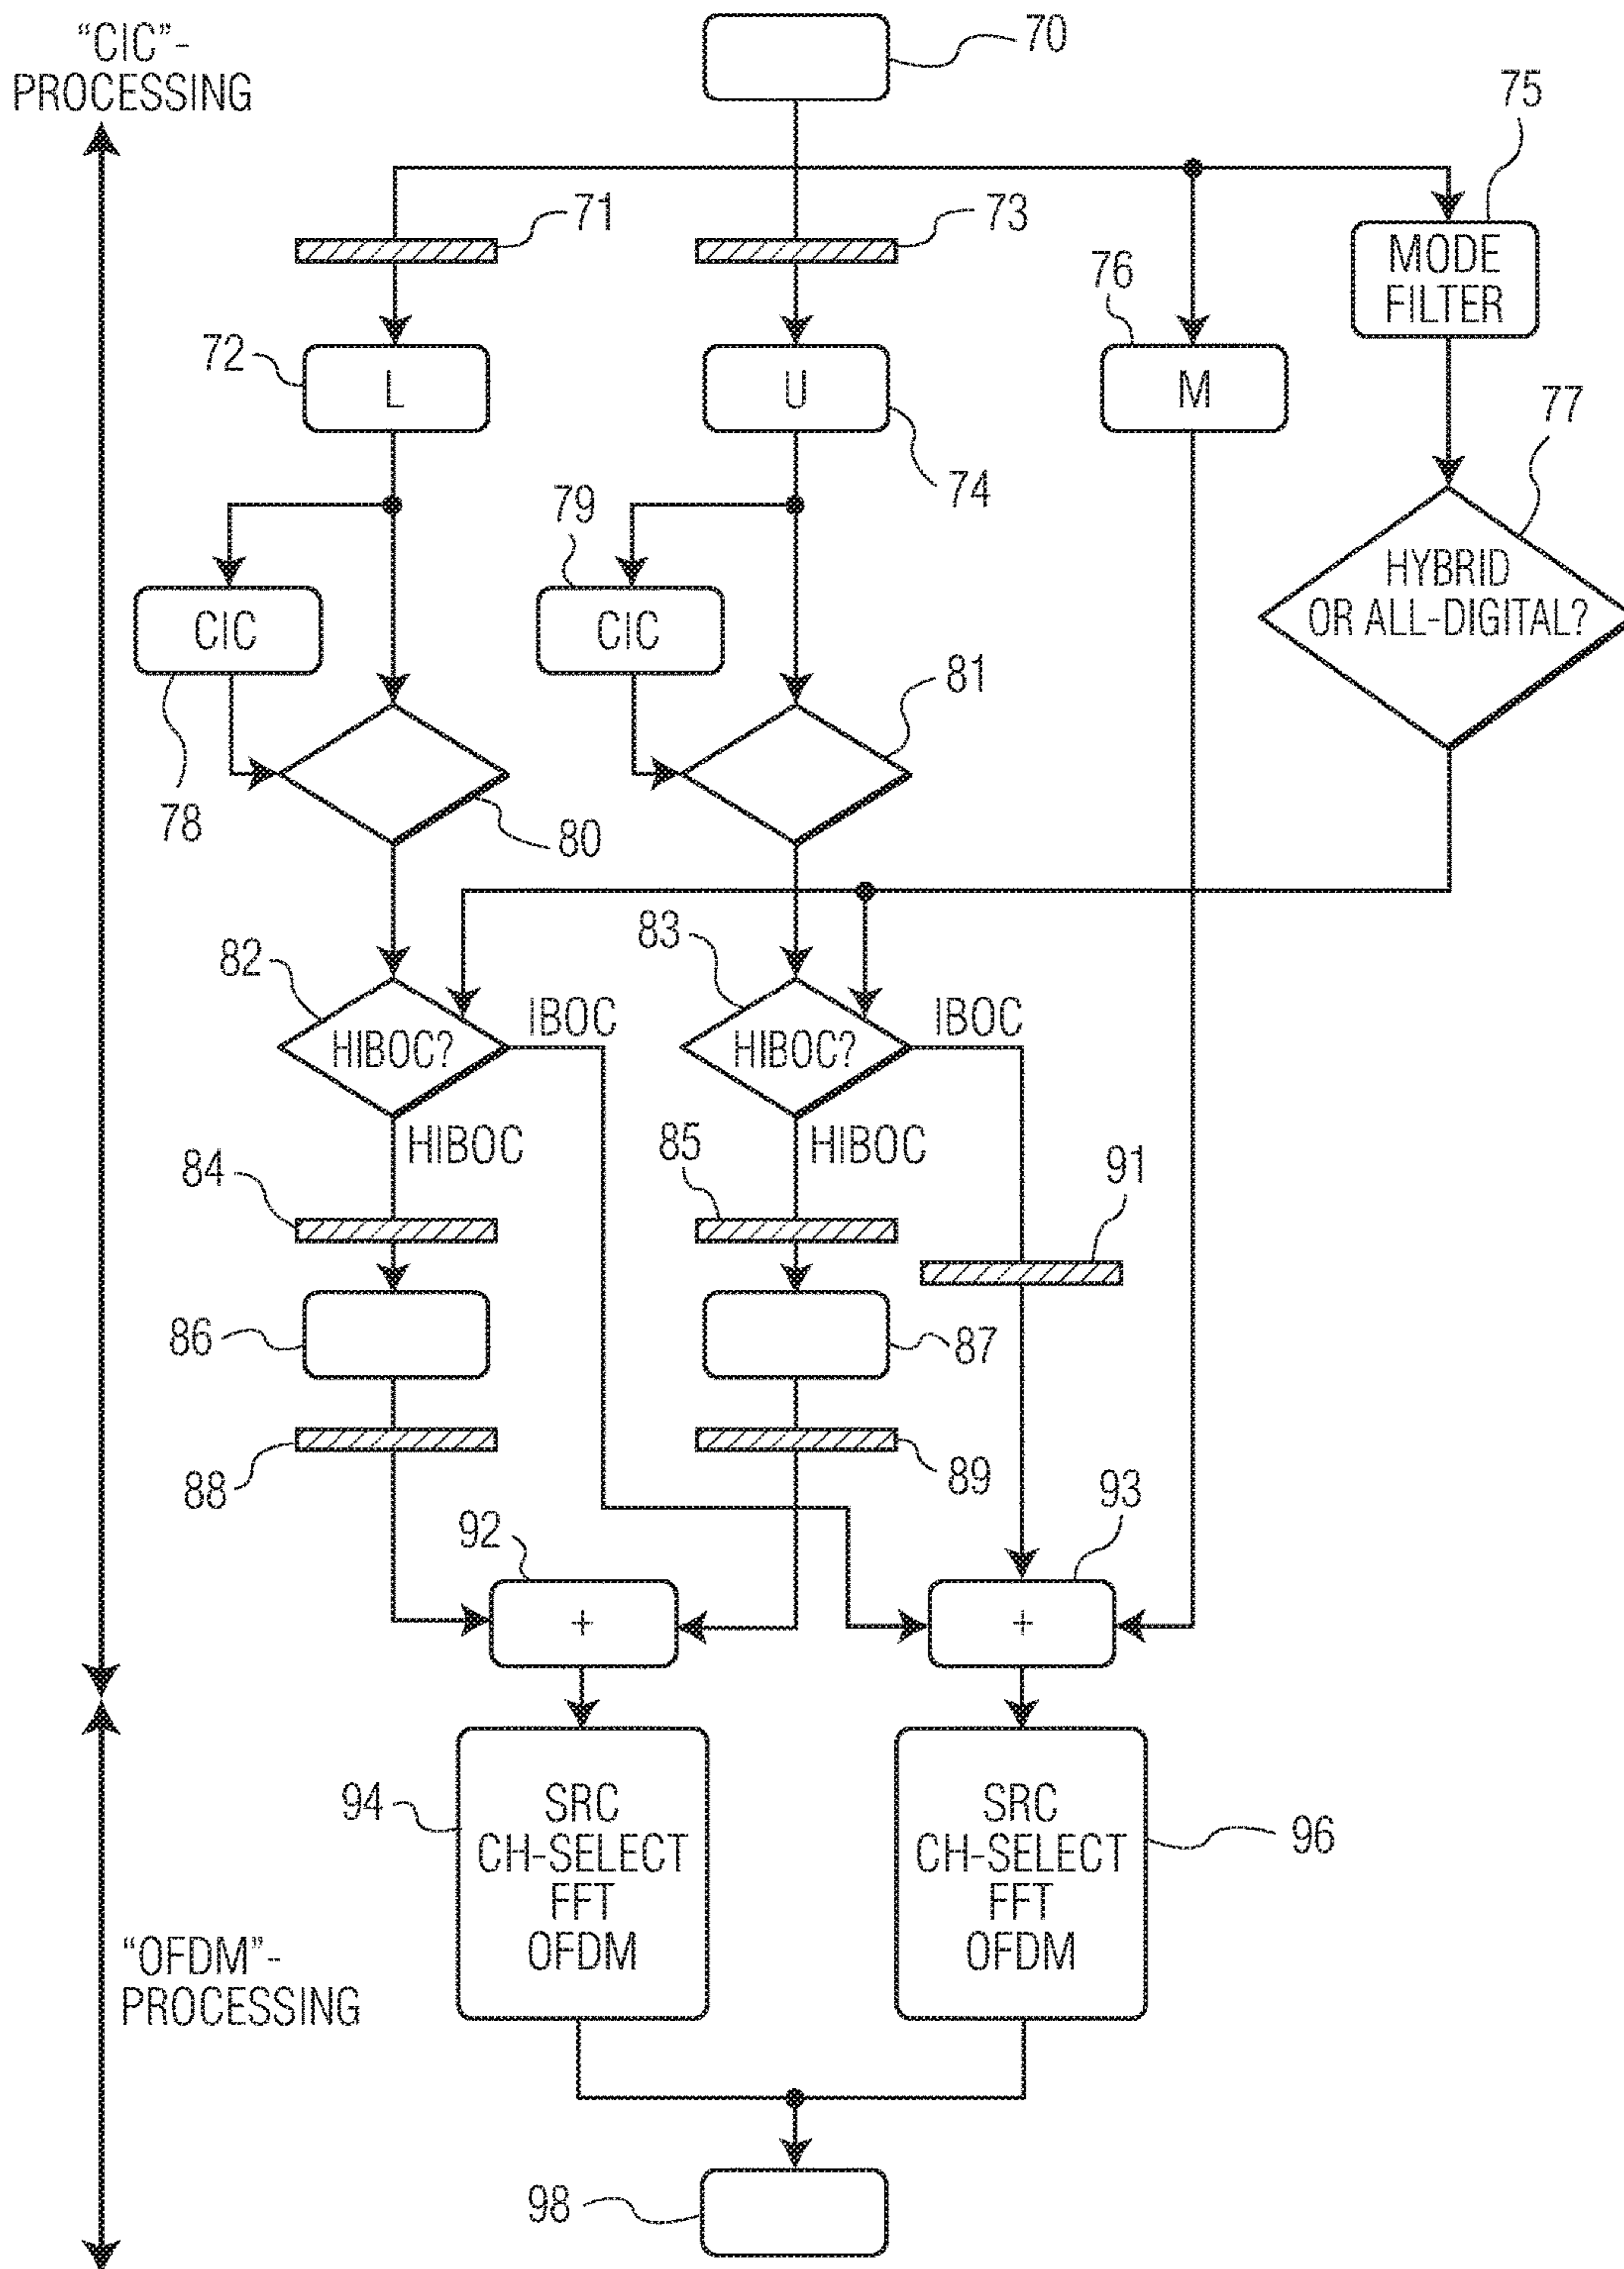 "CIC"-
PROCESSING
70
75
71
73
MODE
FILTER
76
72
L
U
M
77
74
79
HYBRID
OR ALL-DIGITAL?
CIC
CIC
81
78
80
83
82
IBOC
IBOC
HIBOC?
HIBOC?
HIBOC
HIBOC
84
85
91
86
87
88
89
93
92
+
+
94
SRC
CH-SELECT
FFT
OFDM
SRC
CH-SELECT
FFT
OFDM
96
"OFDM"-
PROCESSING
98